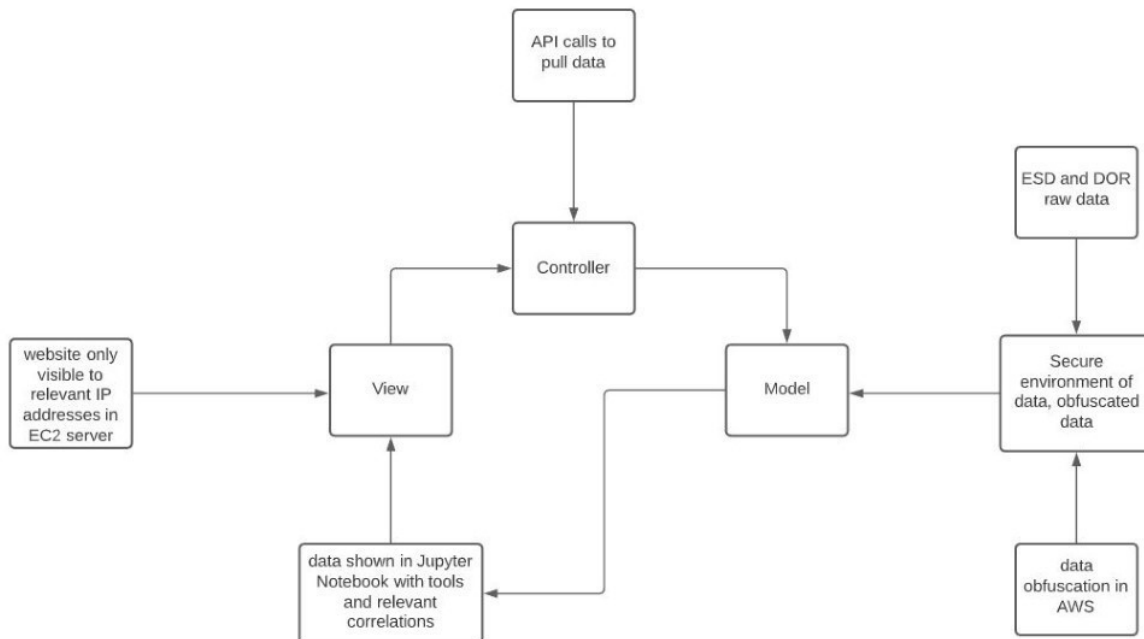 API calls to
pull data
ESD and DOR
raw data
Controller
website only
visible to
relevant IP
addresses in
EC2 server
View
Model
Secure
environment of
data, obfuscated
data
data shown in Jupyter
Notebook with tools
and relevant
correlations
data
obfuscation in
AWS